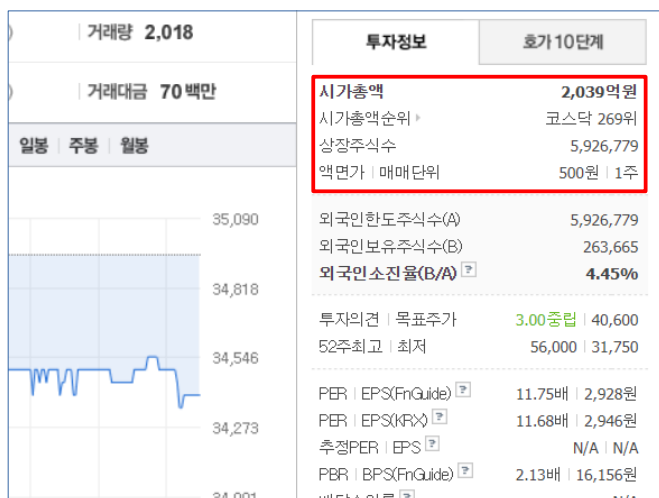 거래량 2,018
거래대금 70백만
일봉 주봉 월봉
35,090
34,818
34,546
34,273
투자정보 호가10단계
시가총액 2,039억원
시가총액순위 코스닥 269위
상장주식수 5,926,779
액면가 | 매매단위 500원 | 1주
외국인한도주식수(A) 5,926,779
외국인보유주식수(B) 263,665
외국인소진율(B/A) ? 4.45%
투자의견 | 목표주가 3.00중립 | 40,600
52주최고 | 최저 56,000 | 31,750
PER | EPS(FnGuide) ? 11.75배 | 2,928원
PER | EPS(KRX) ? 11.68배 | 2,946원
추정PER | EPS ? N/A | N/A
PBR | BPS(FnGuide) ? 2.13배 | 16,156원